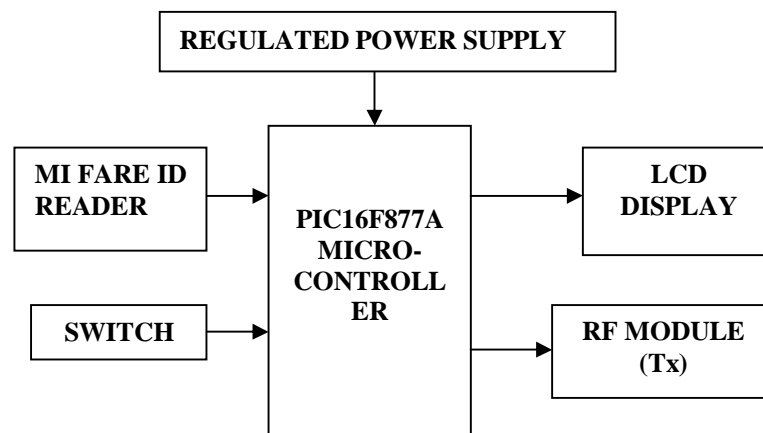 REGULATED POWER SUPPLY
MI FARE ID
READER
PIC16F877A
MICRO-
CONTROLL
ER
LCD
DISPLAY
SWITCH
RF MODULE
(Tx)